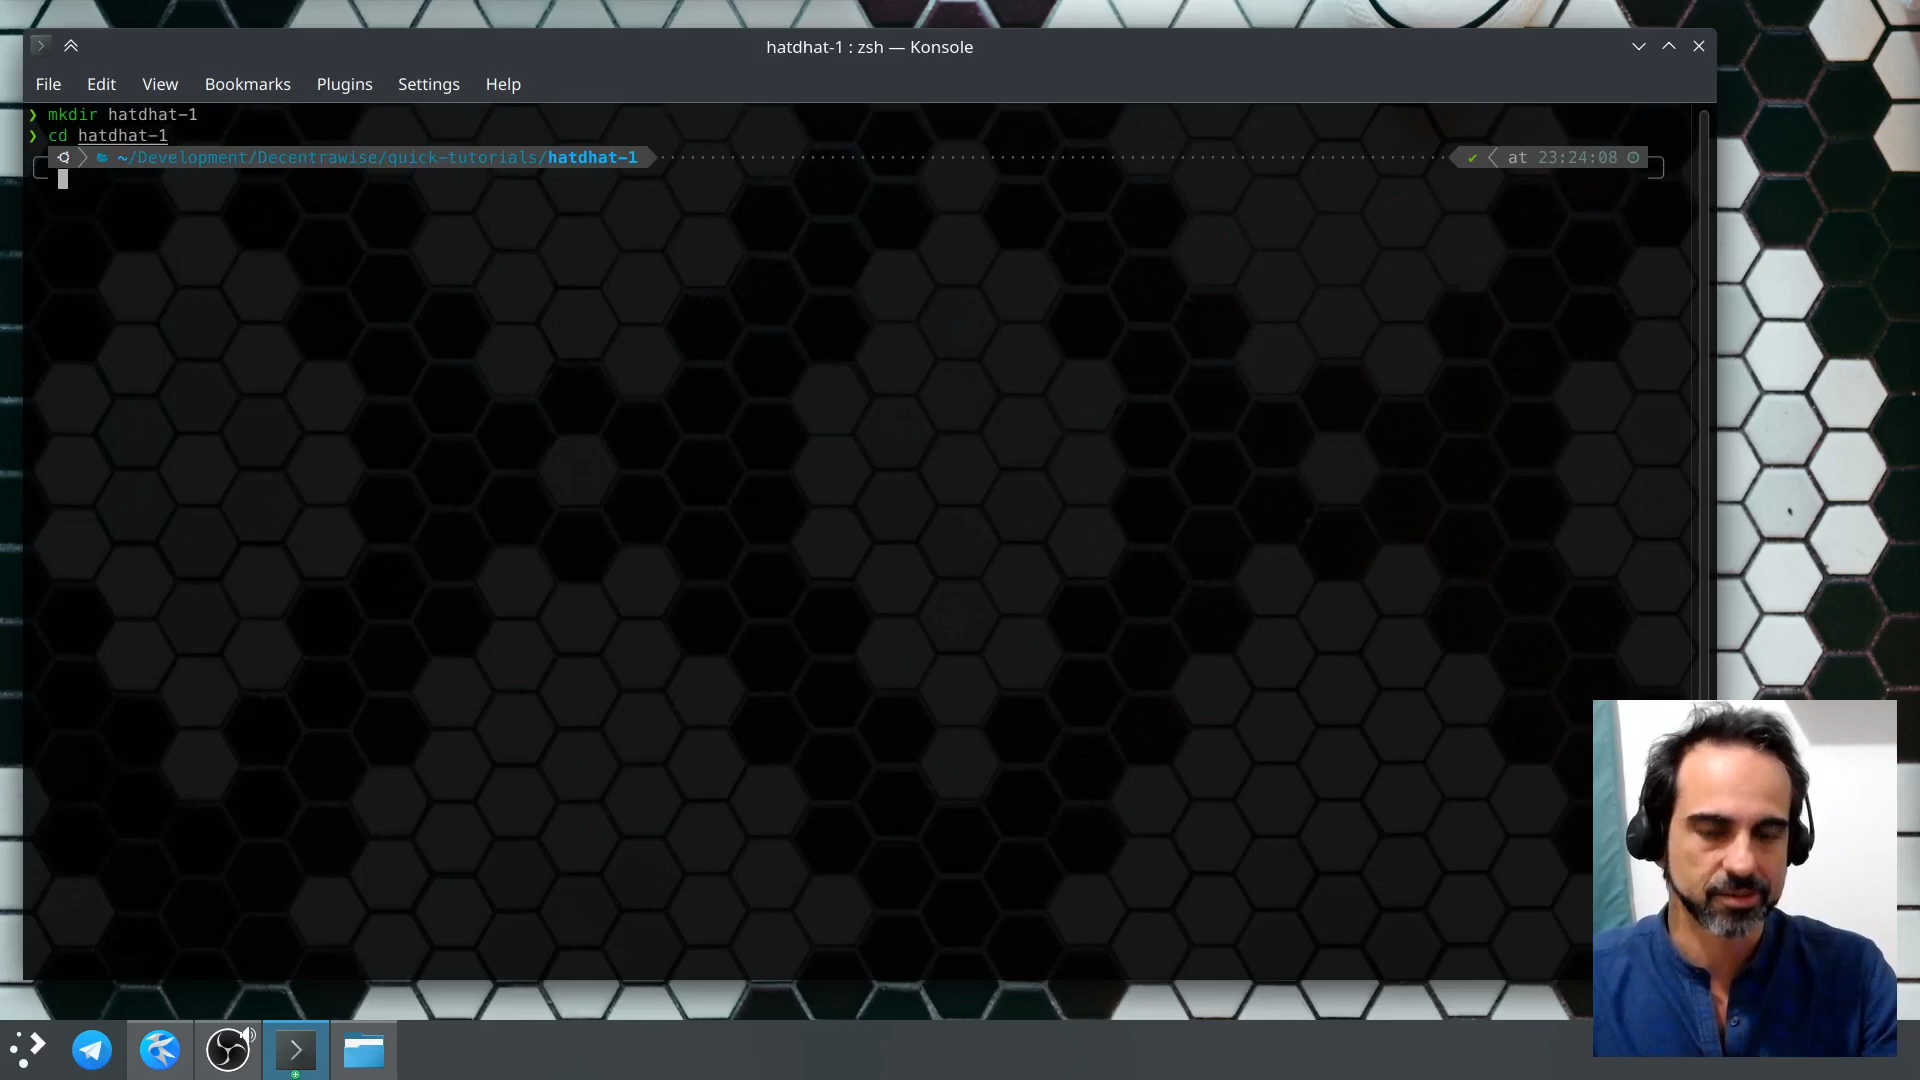 hatdhat-1 : zsh — Konsole
File Edit View Bookmarks Plugins Settings Help
❯ mkdir hatdhat-1
❯ cd hatdhat-1
~/Development/Decentrawise/quick-tutorials/hatdhat-1 ✔ at 23:24:08